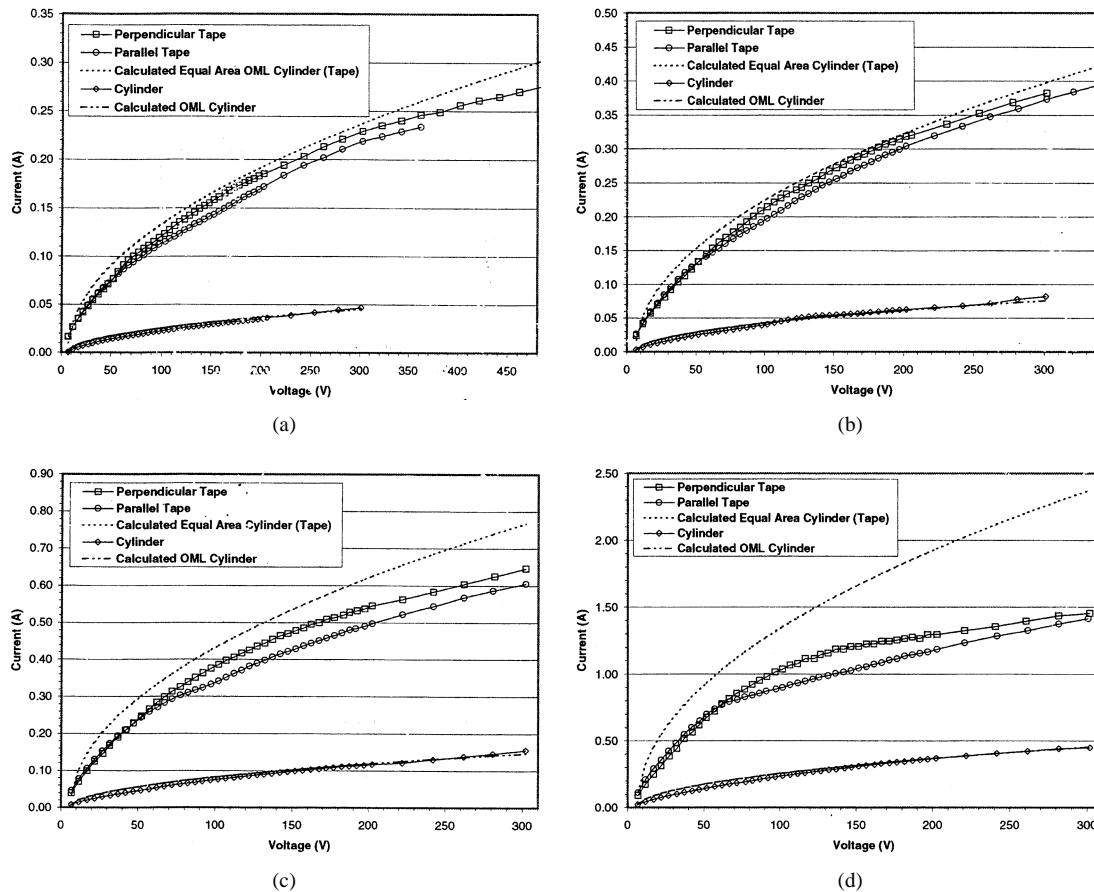 0.35
0.30
0.25
0.20
0.15
0.10
0.05
0.00
Current (A)
Perpendicular Tape
Parallel Tape
Calculated Equal Area OML Cylinder (Tape)
Cylinder
Calculated OML Cylinder
0 50 100 150 200 250 300 350 400 450
Voltage (V)
(a)
0.50
0.45
0.40
0.35
0.30
0.25
0.20
0.15
0.10
0.05
0.00
Current (A)
Perpendicular Tape
Parallel Tape
Calculated Equal Area Cylinder (Tape)
Cylinder
Calculated OML Cylinder
0 50 100 150 200 250 300
Voltage (V)
(b)
0.90
0.80
0.70
0.60
0.50
0.40
0.30
0.20
0.10
0.00
Current (A)
Perpendicular Tape
Parallel Tape
Calculated Equal Area Cylinder (Tape)
Cylinder
Calculated OML Cylinder
0 50 100 150 200 250 300
Voltage (V)
(c)
2.50
2.00
1.50
1.00
0.50
0.00
Current (A)
Perpendicular Tape
Parallel Tape
Calculated Equal Area Cylinder (Tape)
Cylinder
Calculated OML Cylinder
0 50 100 150 200 250 300
Voltage (V)
(d)